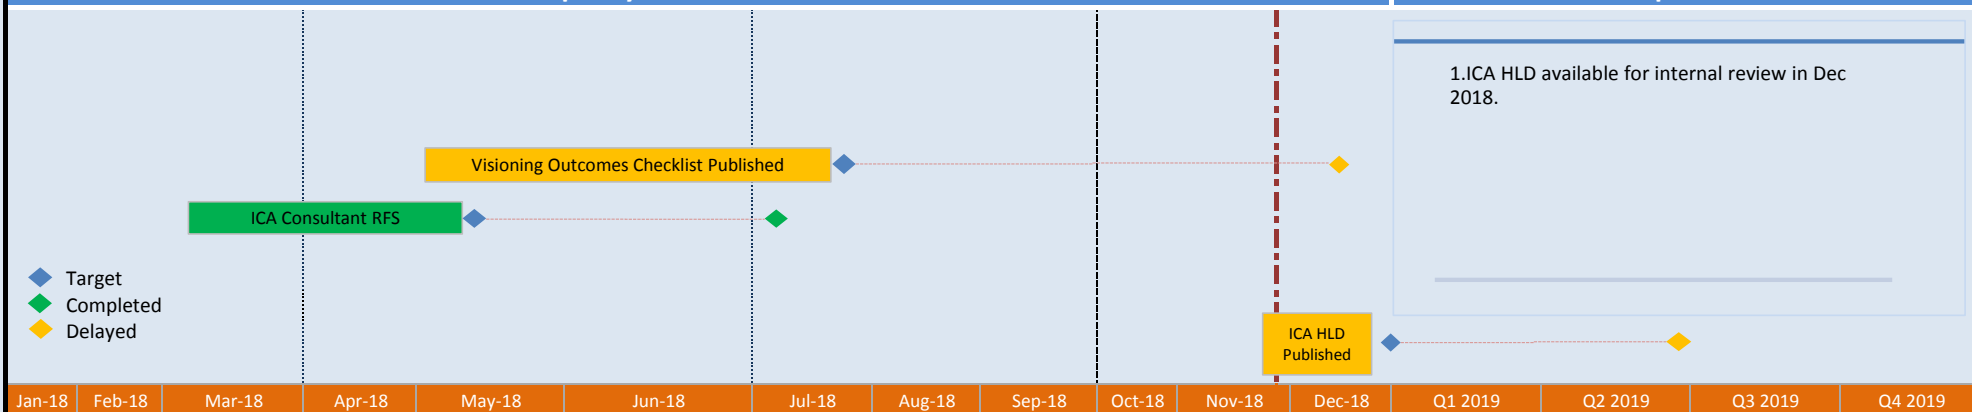 1.ICA HLD available for internal review in Dec
2018.
Visioning Outcomes Checklist Published
ICA Consultant RFS
Target
Completed
Delayed
ICA HLD
Published
Jan-18 Feb-18 Mar-18 Apr-18 May-18 Jun-18 Jul-18 Aug-18 Sep-18 Oct-18 Nov-18 Dec-18 Q1 2019 Q2 2019 Q3 2019 Q4 2019